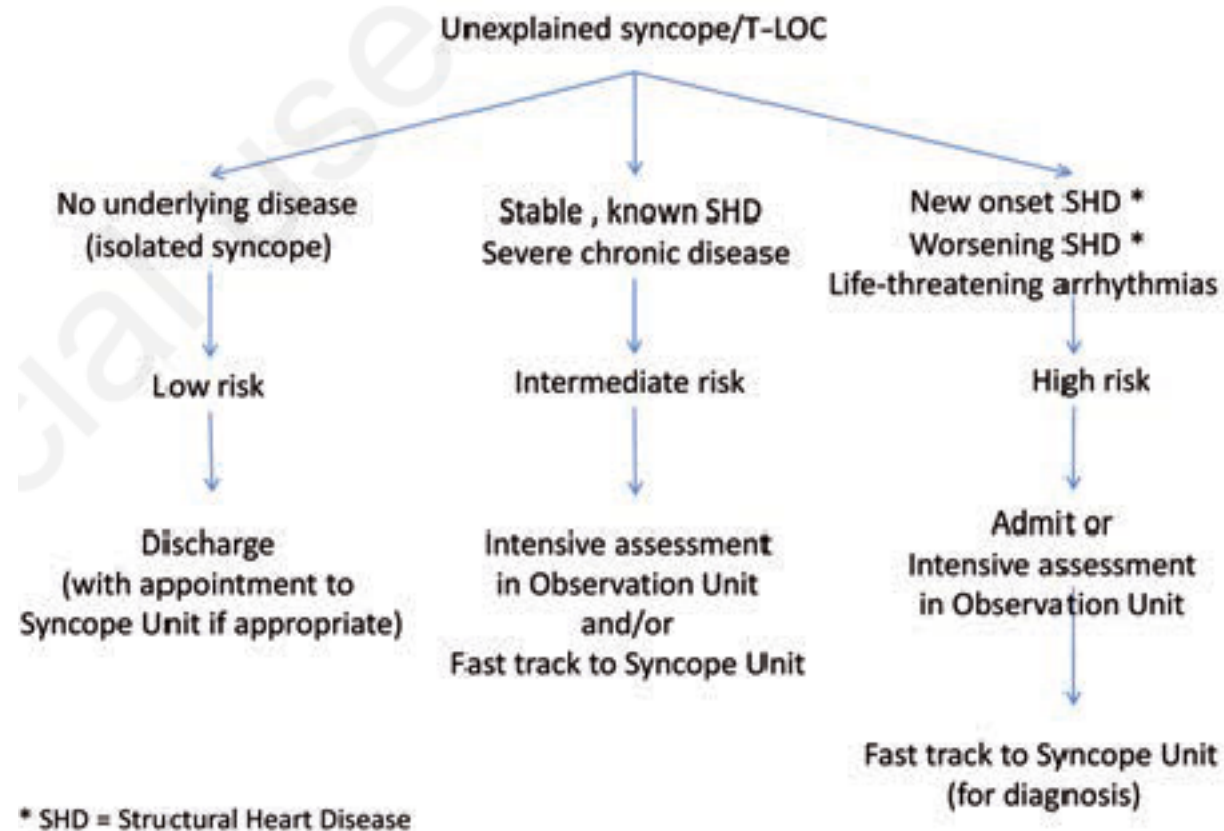 Unexplained syncope/T-LOC
No underlying disease
(isolated syncope)
Low risk
Discharge
(with appointment to
Syncope Unit if appropriate)
Stable , known SHD
Severe chronic disease
Intermediate risk
Intensive assessment
in Observation Unit
and/or
Fast track to Syncope Unit
New onset SHD *
Worsening SHD *
Life-threatening arrhythmias
High risk
Admit or
Intensive assessment
in Observation Unit
Fast track to Syncope Unit
(for diagnosis)
* SHD = Structural Heart Disease
cial use